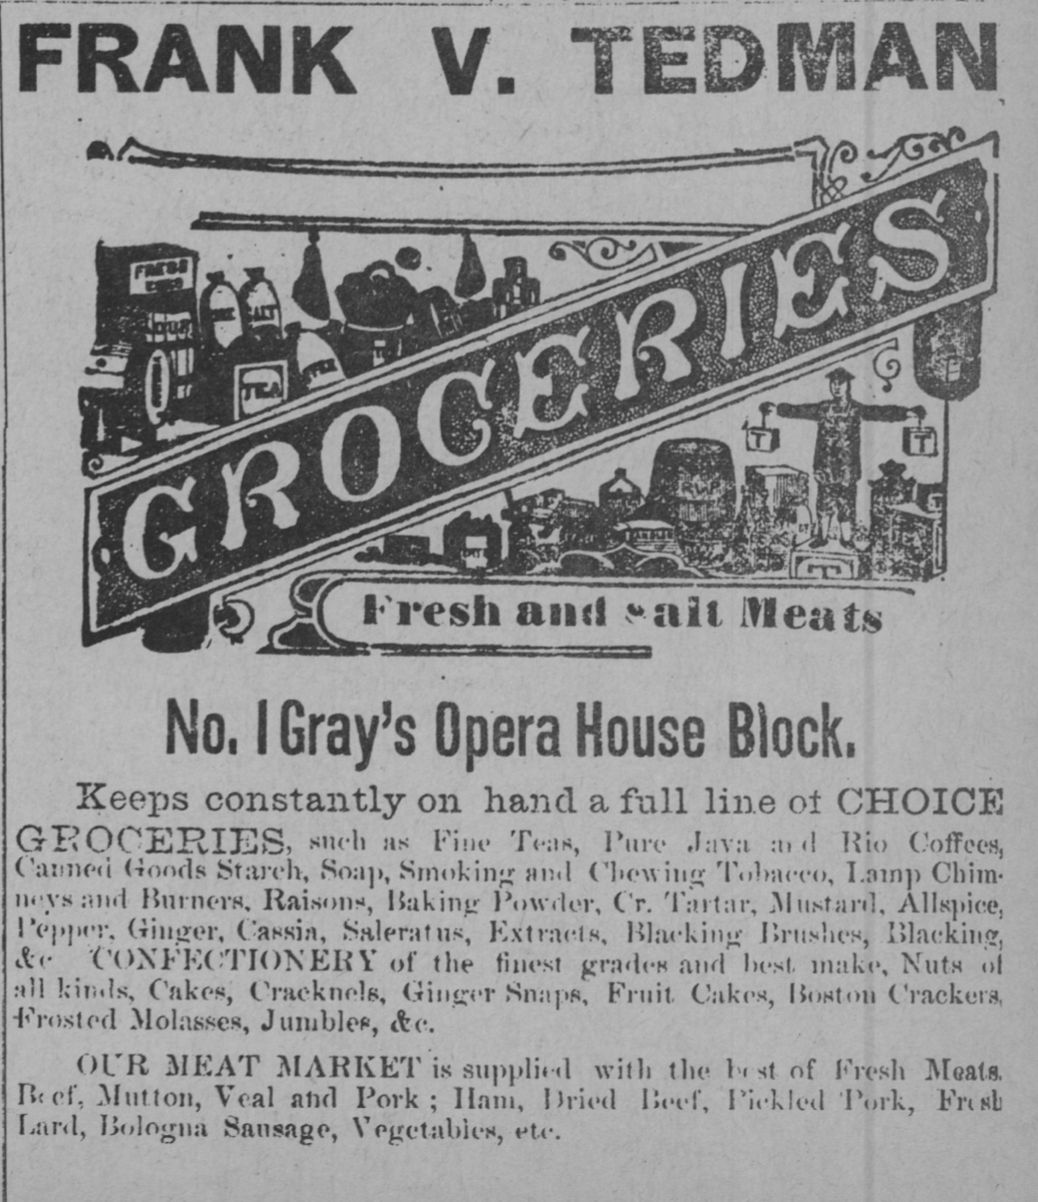 FRANK V. TEDMAN
FRESH
TEA
GROCERIES
T
T
T
Fresh and Salt Meats
No. 1 Gray's Opera House Block.
Keeps constantly on hand a full line of CHOICE
GROCERIES, such as Fine Teas, Pure Java and Rio Coffees,
Canned Goods Starch, Soap, Smoking and Chewing Tobacco, Lamp Chim-
neys and Burners, Raisons, Baking Powder, Cr. Tartar, Mustard, Allspice,
Pepper, Ginger, Cassia, Saleratus, Extracts, Blacking Brushes, Blacking,
&c CONFECTIONERY of the finest grades and best make, Nuts of
all kinds, Cakes, Cracknels, Ginger Snaps, Fruit Cakes, Boston Crackers,
Frosted Molasses, Jumbles, &c.
OUR MEAT MARKET is supplied with the best of Fresh Meats.
Beef, Mutton, Veal and Pork; Ham, Dried Beef, Pickled Pork, Fresh
Lard, Bologna Sausage, Vegetables, etc.